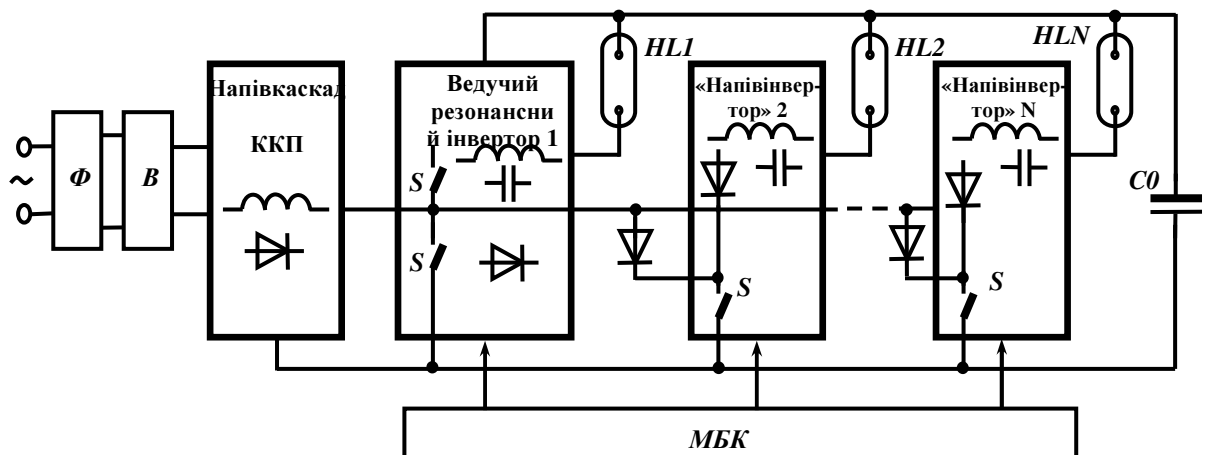 HL1
HL2
HLN
Напівкаскад
ККП
Ведучий
резонансни
й інвертор 1
«Напівінвер-
тор» 2
«Напівінвер-
тор» N
~
Ф
В
S
S
S
S
C0
МБК